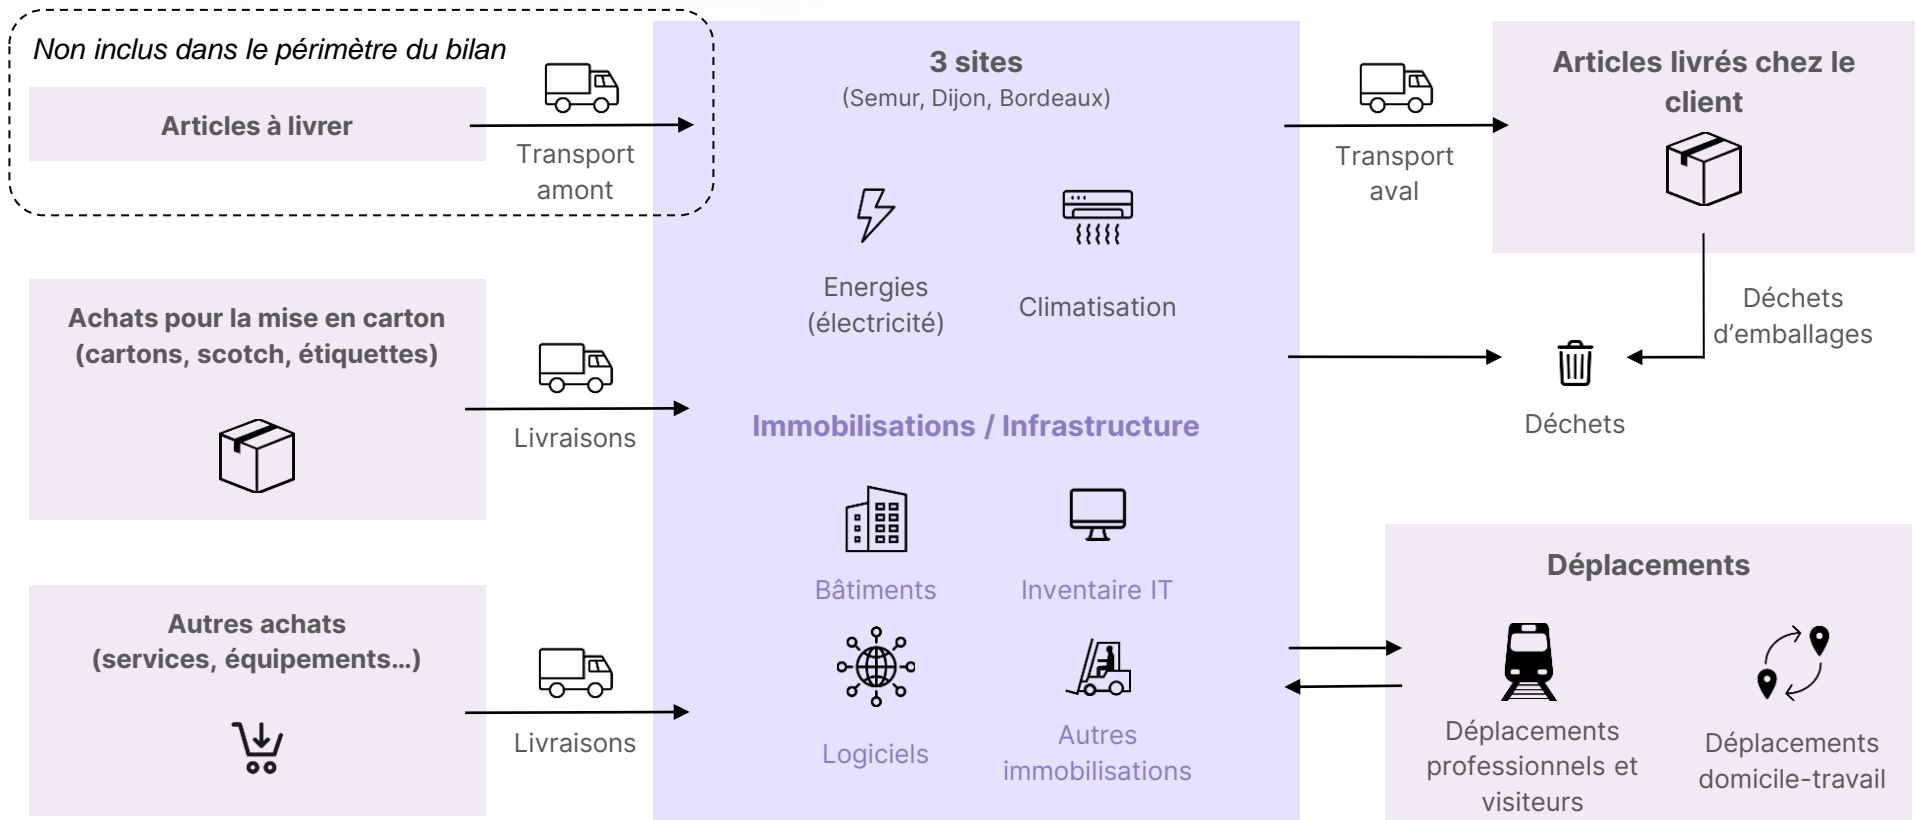 Non inclus dans le périmètre du bilan
Articles à livrer
Transport
amont
3 sites
(Semur, Dijon, Bordeaux)
Transport
aval
Articles livrés chez le
client
Energies
(électricité)
Climatisation
Achats pour la mise en carton
(cartons, scotch, étiquettes)
Livraisons
Déchets
d’emballages
Déchets
Immobilisations / Infrastructure
Bâtiments
Inventaire IT
Logiciels
Autres
immobilisations
Autres achats
(services, équipements…)
Livraisons
Déplacements
Déplacements
professionnels et
visiteurs
Déplacements
domicile-travail